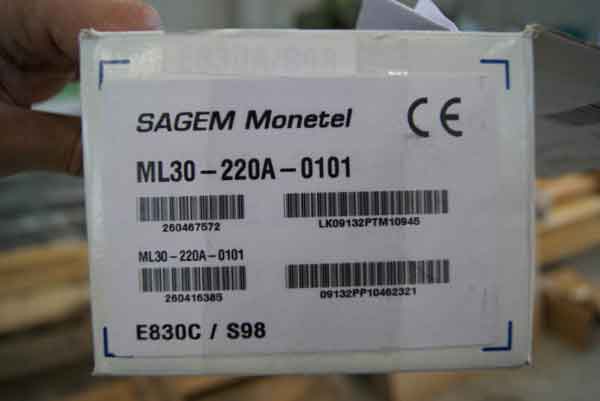 SAGEM Monetel CE
ML30-220A-0101
260467572 LK09132PTM10945
ML30-220A-0101
260416385 09132PP10462321
E830C / S98